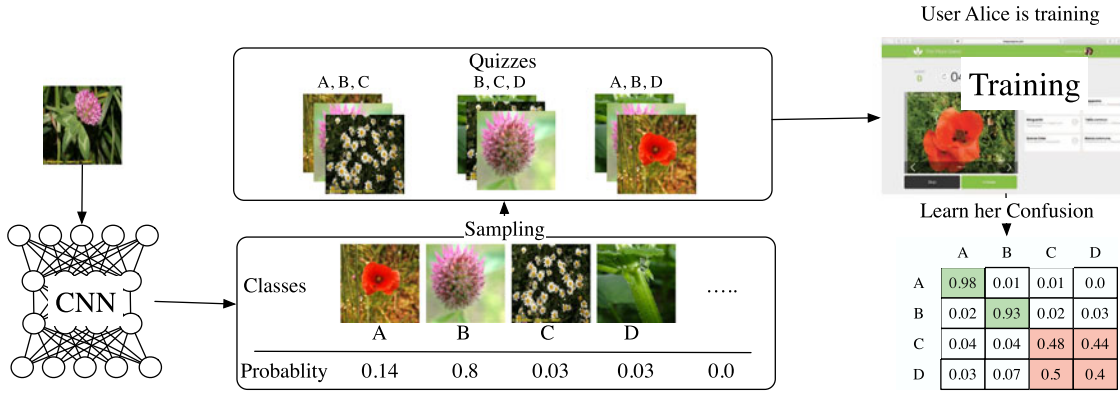 User Alice is training
Quizzes
A, B, C
B, C, D
A, B, D
Training
CNN
Sampling
Classes
.....
A B C D
Probablity 0.14 0.8 0.03 0.03 0.0
Learn her Confusion
A B C D
A 0.98 0.01 0.01 0.0
B 0.02 0.93 0.02 0.03
C 0.04 0.04 0.48 0.44
D 0.03 0.07 0.5 0.4